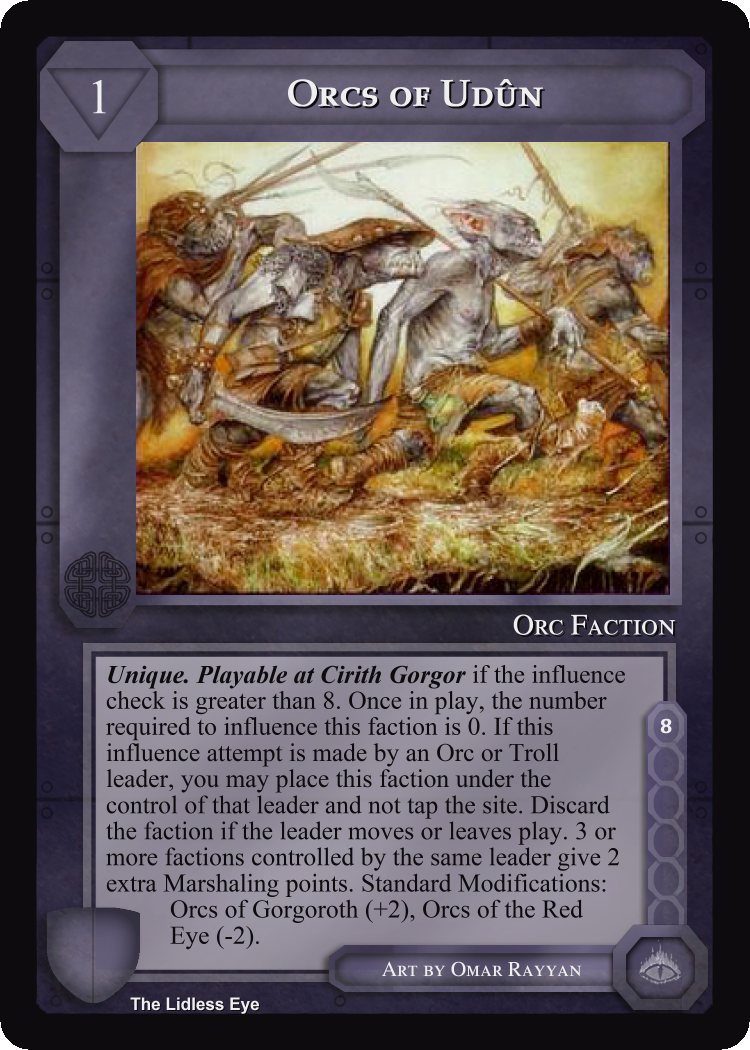 1
Orcs of Udûn
Orc Faction
Unique. Playable at Cirith Gorgor if the influence
check is greater than 8. Once in play, the number
required to influence this faction is 0. If this
influence attempt is made by an Orc or Troll
leader, you may place this faction under the
control of that leader and not tap the site. Discard
the faction if the leader moves or leaves play. 3 or
more factions controlled by the same leader give 2
extra Marshaling points. Standard Modifications:
Orcs of Gorgoroth (+2), Orcs of the Red
Eye (-2).
8
Art by Omar Rayyan
The Lidless Eye